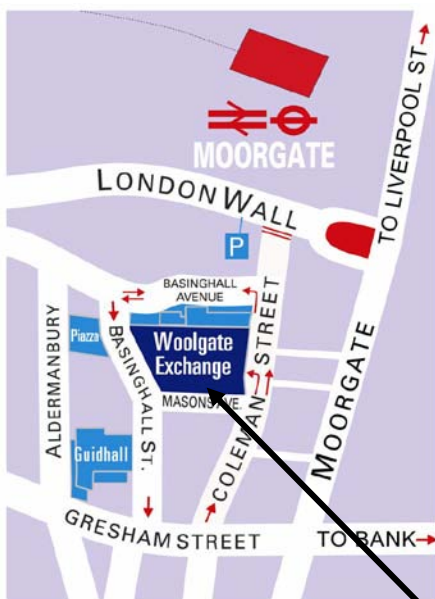 MOORGATE
LONDON WALL
TO LIVERPOOL ST
P
BASINGHALL
AVENUE
Piazza
Woolgate
Exchange
ALDERMANBURY
BASINGHALL ST.
MASONS AVE.
COLEMAN STREET
MOORGATE
Guidhall
GRESHAM STREET
TO BANK